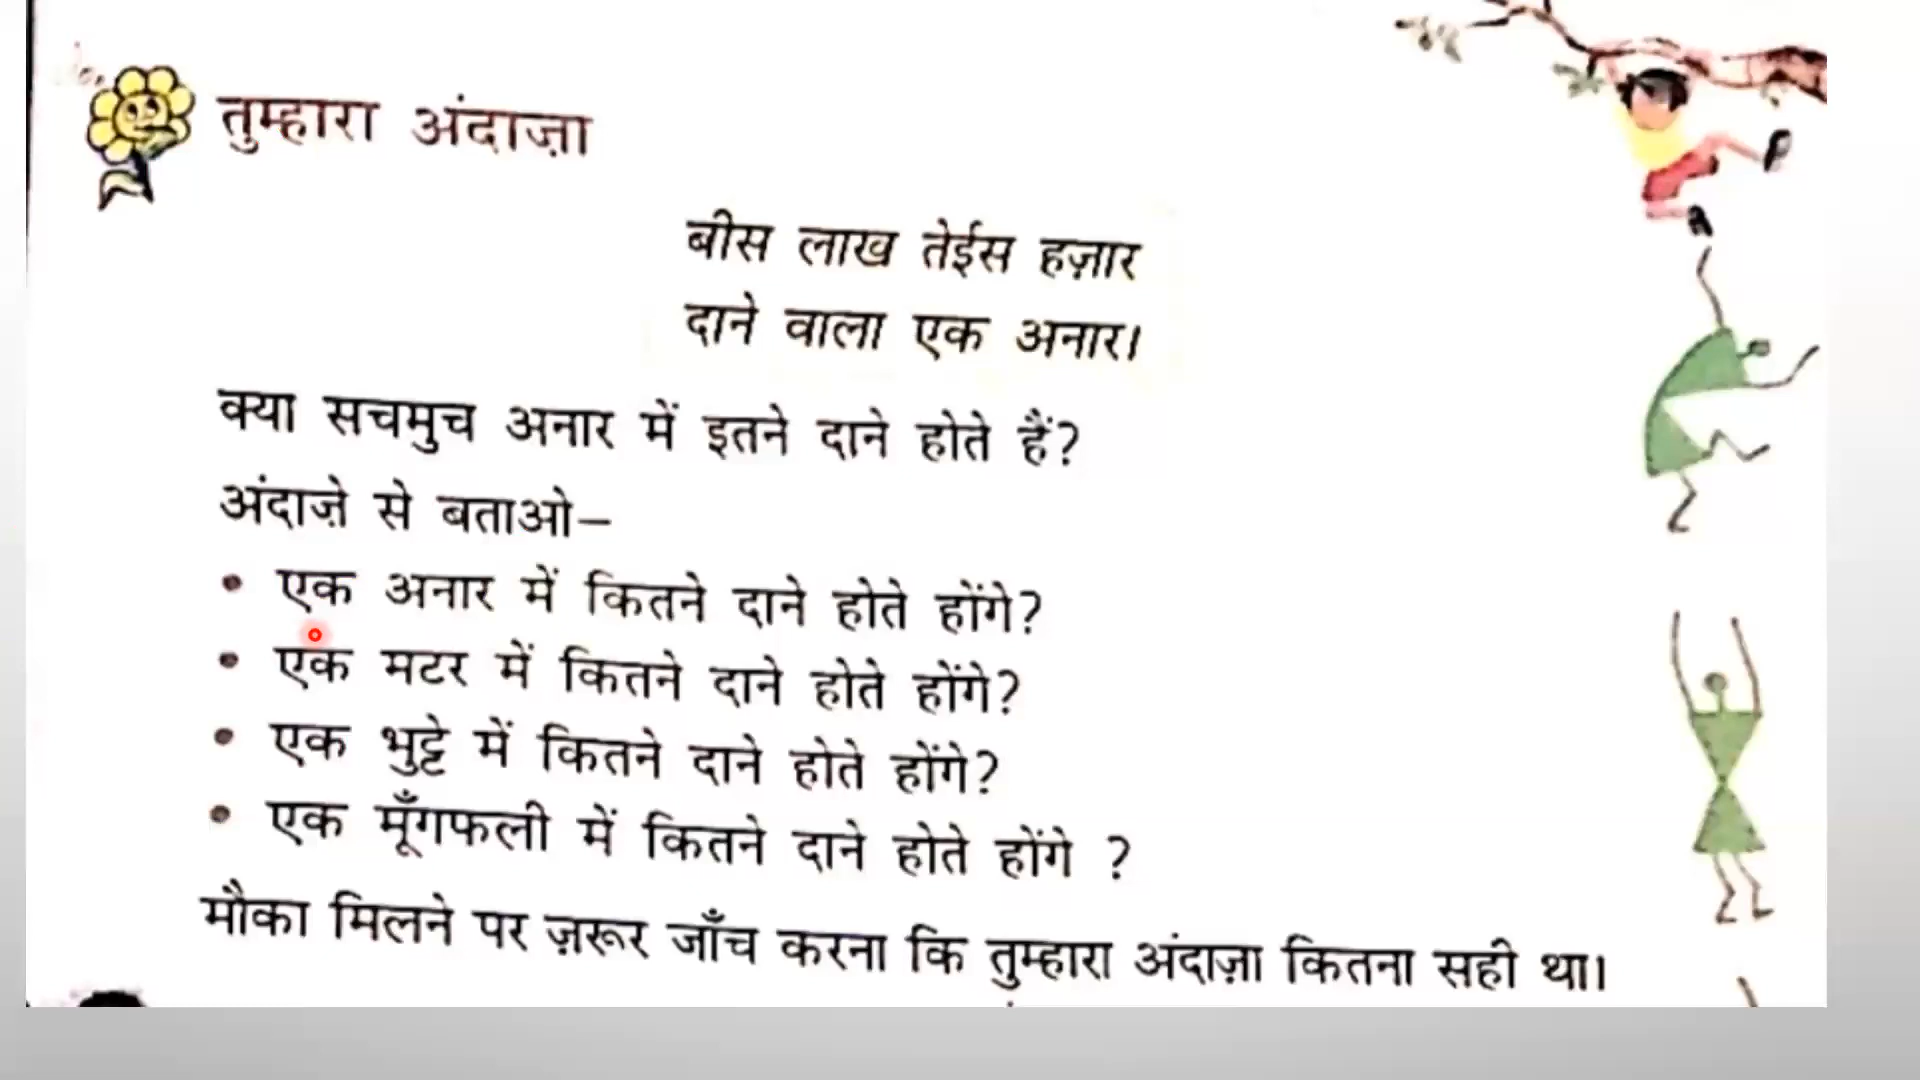 तुम्हारा अंदाज़ा
बीस लाख तेईस हज़ार
दाने वाला एक अनार।
क्या सचमुच अनार में इतने दाने होते हैं?
अंदाज़े से बताओ–
• एक अनार में कितने दाने होते होंगे?
• एक मटर में कितने दाने होते होंगे?
• एक भुट्टे में कितने दाने होते होंगे?
• एक मूँगफली में कितने दाने होते होंगे ?
मौका मिलने पर ज़रूर जाँच करना कि तुम्हारा अंदाज़ा कितना सही था।